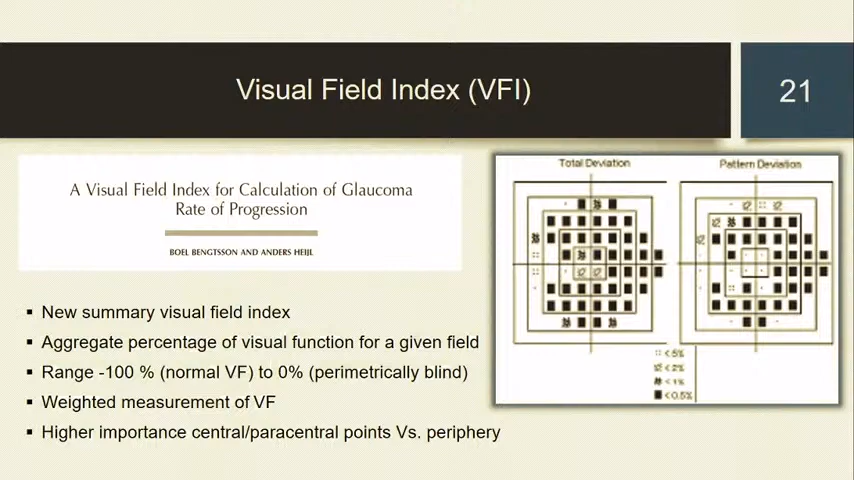 Visual Field Index (VFI)
21
A Visual Field Index for Calculation of Glaucoma
Rate of Progression
BOEL BENGTSSON AND ANDERS HEIJL
Total Deviation
Pattern Deviation
▪ New summary visual field index
▪ Aggregate percentage of visual function for a given field
▪ Range -100 % (normal VF) to 0% (perimetrically blind)
▪ Weighted measurement of VF
▪ Higher importance central/paracentral points Vs. periphery
< 5%
< 2%
< 1%
< 0.5%